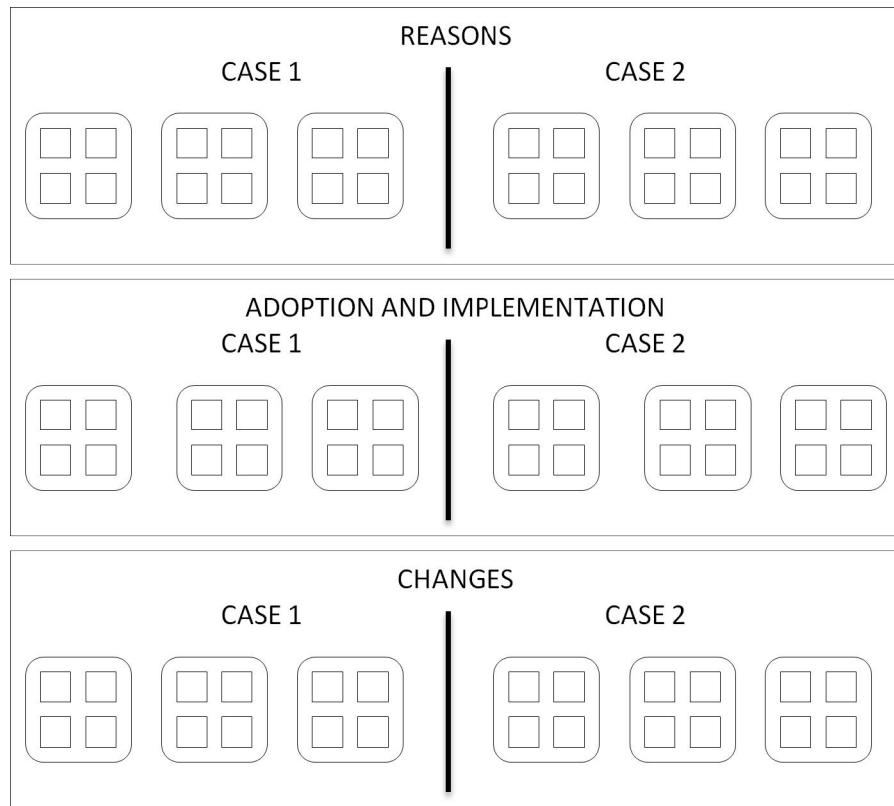 REASONS
CASE 1 CASE 2
ADOPTION AND IMPLEMENTATION
CASE 1 CASE 2
CHANGES
CASE 1 CASE 2